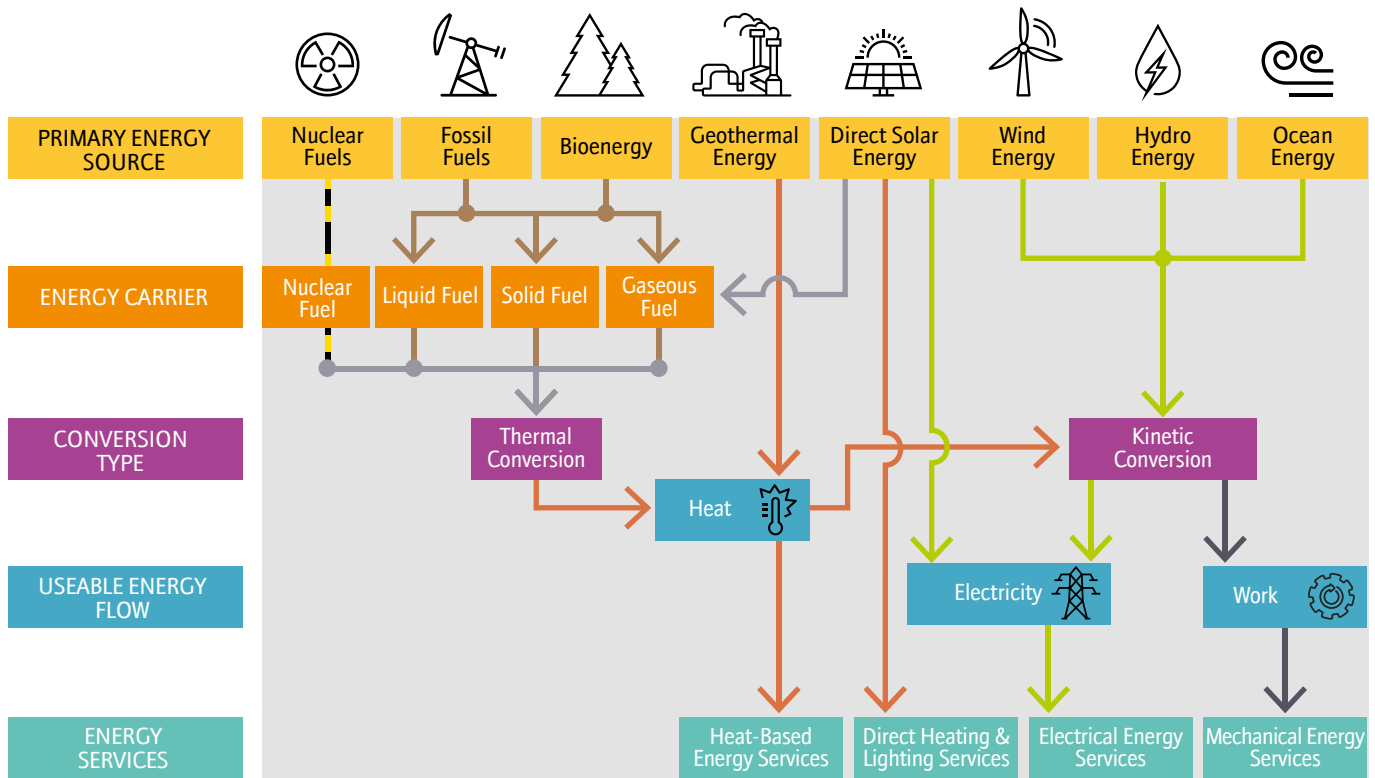 PRIMARY ENERGY
SOURCE
Nuclear
Fuels
Fossil
Fuels
Bioenergy
Geothermal
Energy
Direct Solar
Energy
Wind
Energy
Hydro
Energy
Ocean
Energy
ENERGY CARRIER
Nuclear
Fuel
Liquid Fuel
Solid Fuel
Gaseous
Fuel
CONVERSION
TYPE
Thermal
Conversion
Kinetic
Conversion
Heat
USEABLE ENERGY
FLOW
Electricity
Work
ENERGY
SERVICES
Heat-Based
Energy Services
Direct Heating &
Lighting Services
Electrical Energy
Services
Mechanical Energy
Services